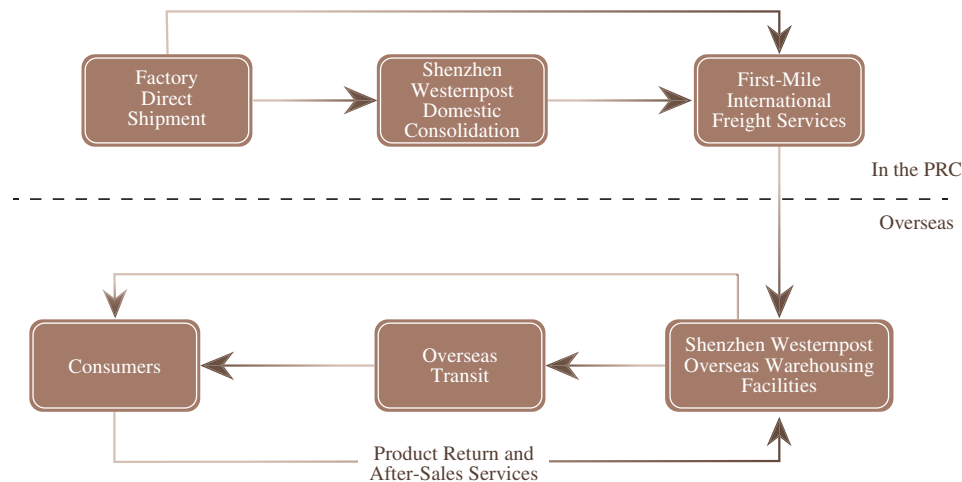 Factory
Direct
Shipment
Shenzhen
Westernpost
Domestic
Consolidation
First-Mile
International
Freight Services
In the PRC
Overseas
Consumers
Overseas
Transit
Shenzhen Westernpost
Overseas Warehousing
Facilities
Product Return and
After-Sales Services